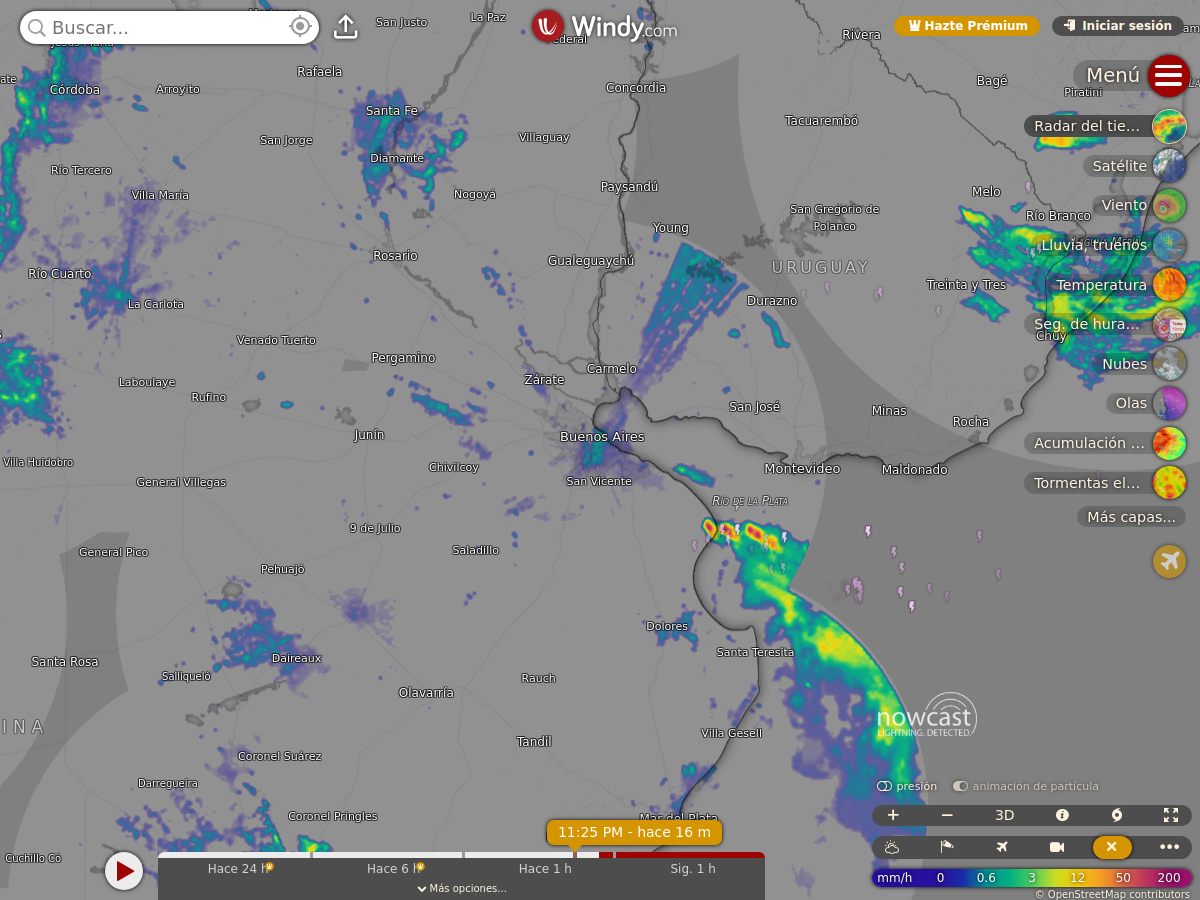 Buscar...
Windy.com
Hazte Prémium
Iniciar sesión
Menú
Radar del tie...
Satélite
Viento
Lluvia, truenos
Temperatura
Seg. de hura...
Nubes
Olas
Acumulación ...
Tormentas el...
Más capas...
San Justo
La Paz
Federal
Rivera
Jesús María
Rafaela
Concordia
Bagé
Piratini
Córdoba
Arroyito
Santa Fe
Tacuarembó
San Jorge
Villaguay
Diamante
Río Tercero
Villa María
Nogoyá
Paysandú
Melo
San Gregorio de
Polanco
Río Branco
Young
Rosario
Gualeguaychú
URUGUAY
Río Cuarto
La Carlota
Durazno
Treinta y Tres
Venado Tuerto
Chuy
Pergamino
Carmelo
Laboulaye
Zárate
Rufino
San José
Minas
Rocha
Junín
Buenos Aires
Villa Huidobro
Chivilcoy
Montevideo
Maldonado
General Villegas
San Vicente
Río de la Plata
9 de Julio
General Pico
Saladillo
Pehuajó
Dolores
Santa Rosa
Daireaux
Santa Teresita
Salliqueló
Rauch
Olavarría
INA
Tandil
Villa Gesell
Coronel Suárez
Darregueira
Coronel Pringles
Mar del Plata
Cuchillo Có
nowcast
LIGHTNING. DETECTED.
presión
animación de partícula
+ − 3D
11:25 PM - hace 16 m
Hace 24 h
Hace 6 h
Hace 1 h
Sig. 1 h
Más opciones...
mm/h 0 0.6 3 12 50 200
© OpenStreetMap contributors